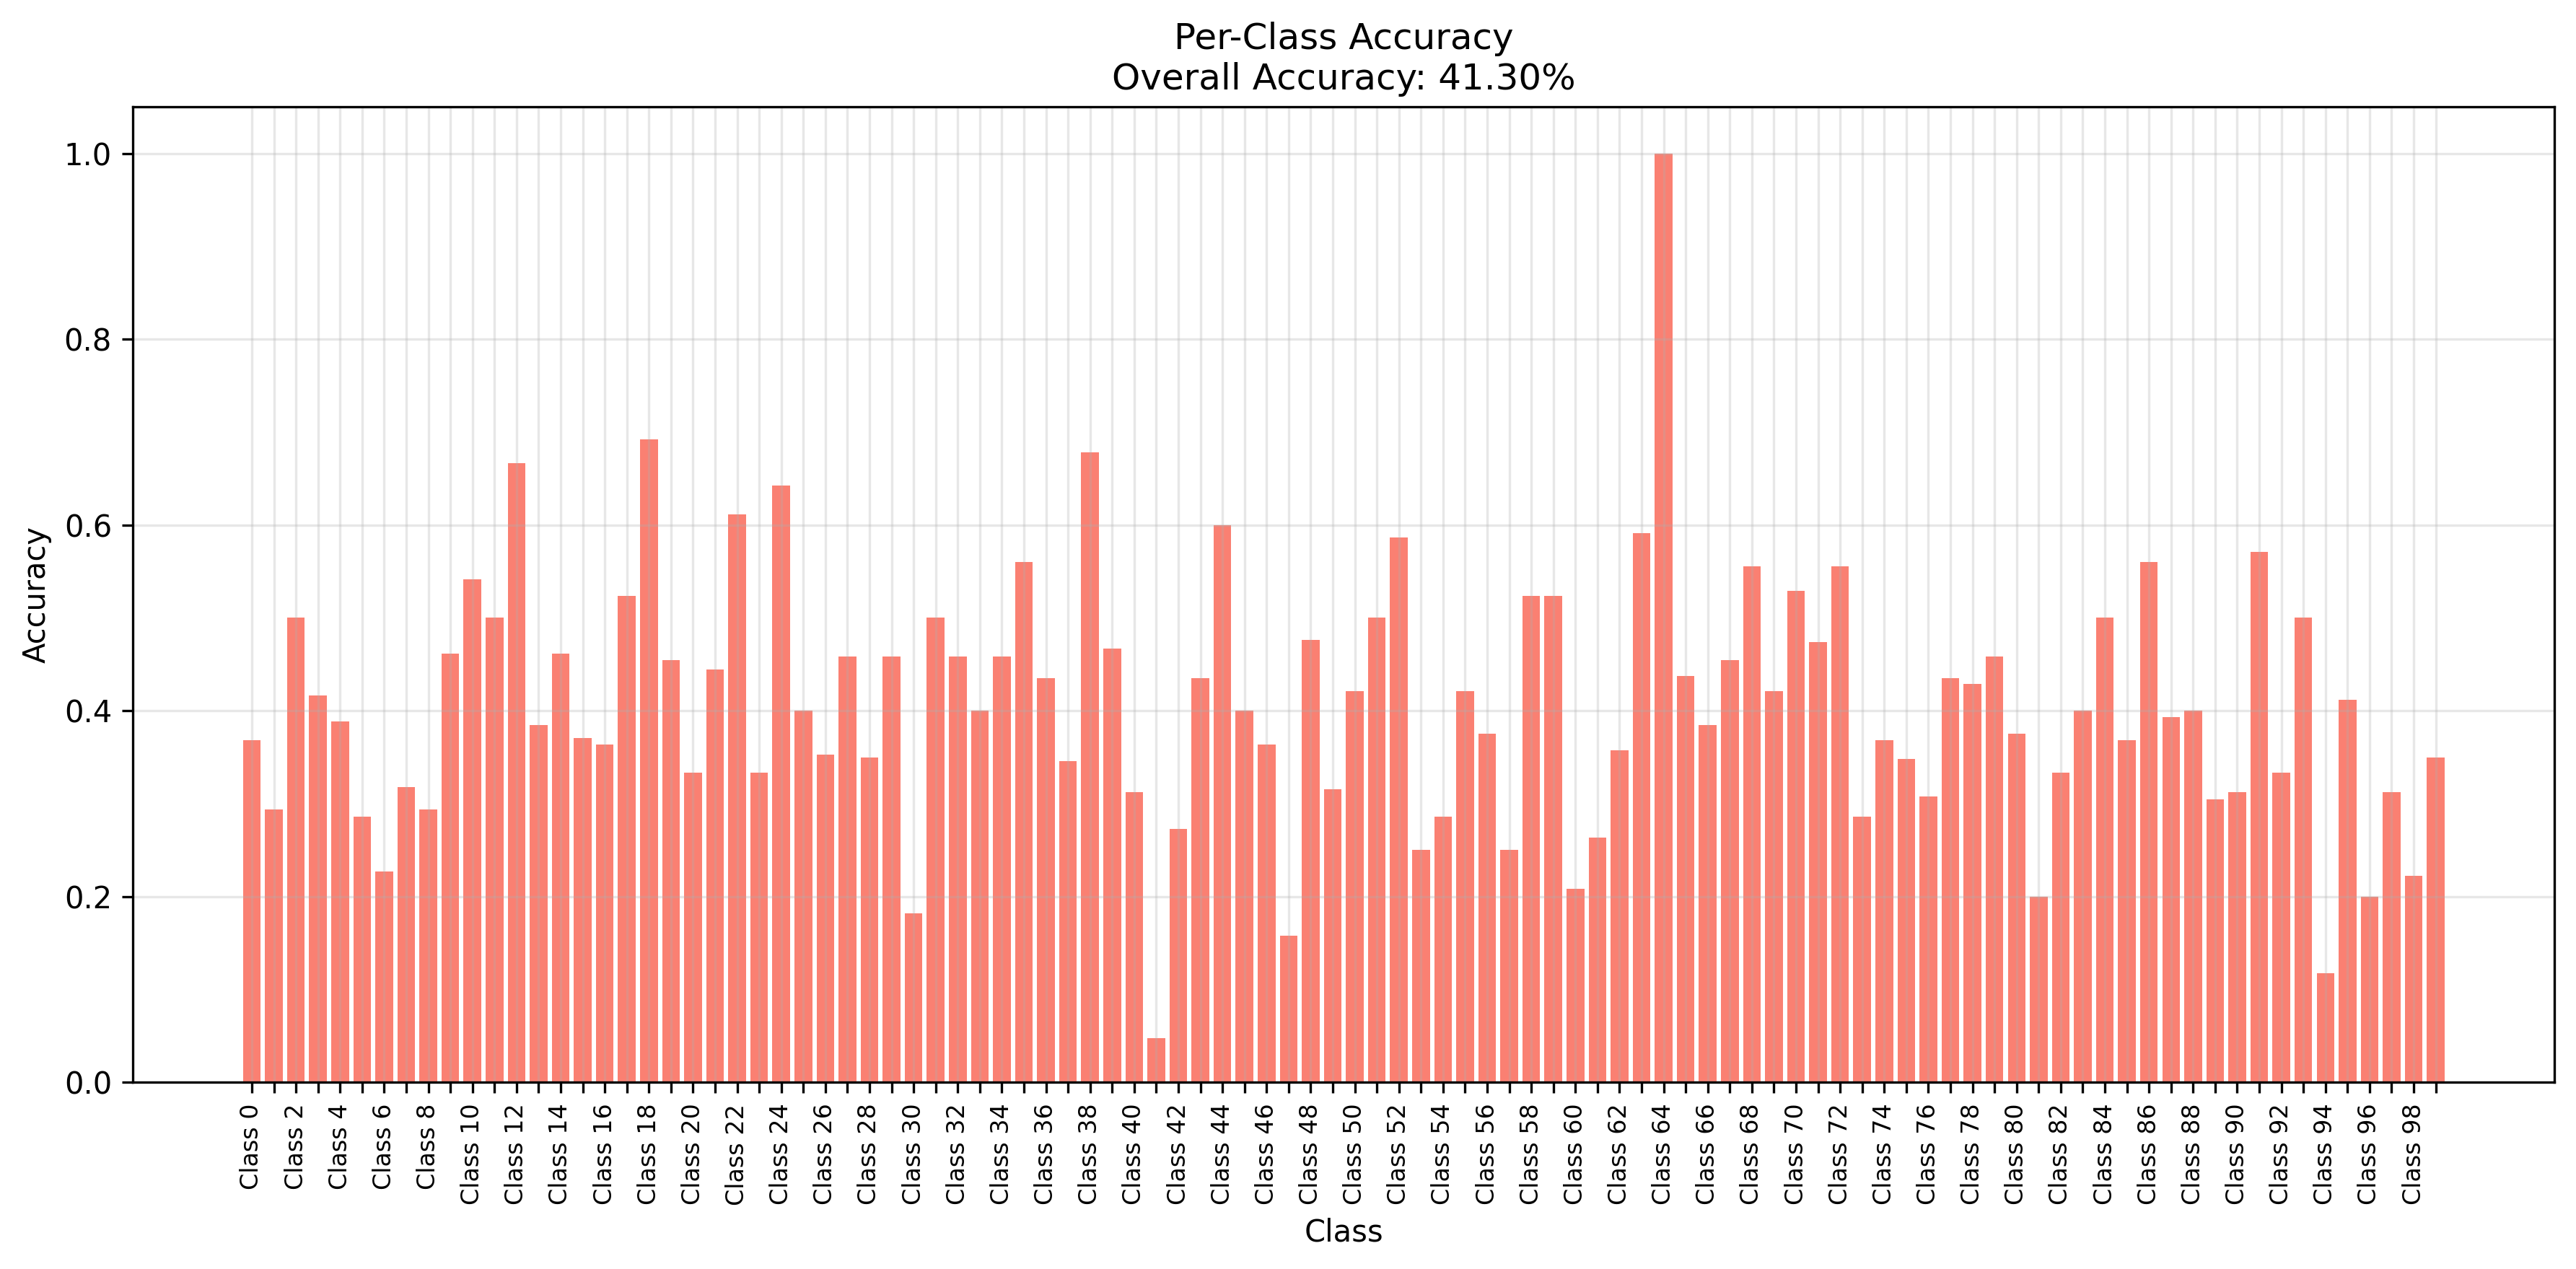 Per-Class Accuracy
Overall Accuracy: 41.30%
Accuracy
1.0
0.8
0.6
0.4
0.2
0.0
Class 0
Class 2
Class 4
Class 6
Class 8
Class 10
Class 12
Class 14
Class 16
Class 18
Class 20
Class 22
Class 24
Class 26
Class 28
Class 30
Class 32
Class 34
Class 36
Class 38
Class 40
Class 42
Class 44
Class 46
Class 48
Class 50
Class 52
Class 54
Class 56
Class 58
Class 60
Class 62
Class 64
Class 66
Class 68
Class 70
Class 72
Class 74
Class 76
Class 78
Class 80
Class 82
Class 84
Class 86
Class 88
Class 90
Class 92
Class 94
Class 96
Class 98
Class